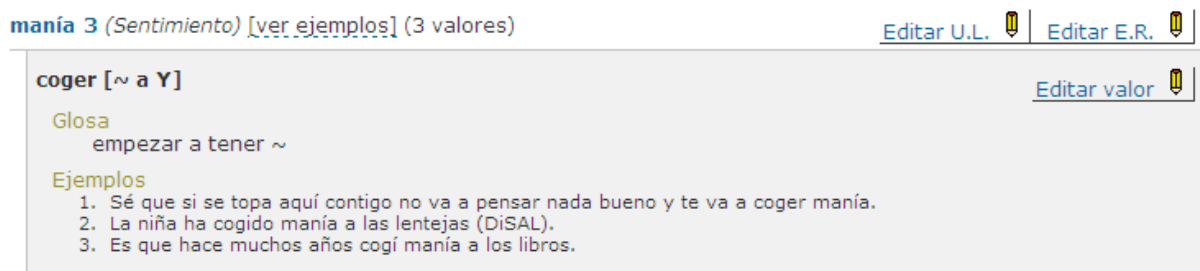 manía 3 (Sentimiento) [ver ejemplos] (3 valores) Editar U.L. Editar E.R.
coger [~ a Y] Editar valor
Glosa
empezar a tener ~
Ejemplos
1. Sé que si se topa aquí contigo no va a pensar nada bueno y te va a coger manía.
2. La niña ha cogido manía a las lentejas (DiSAL).
3. Es que hace muchos años cogí manía a los libros.